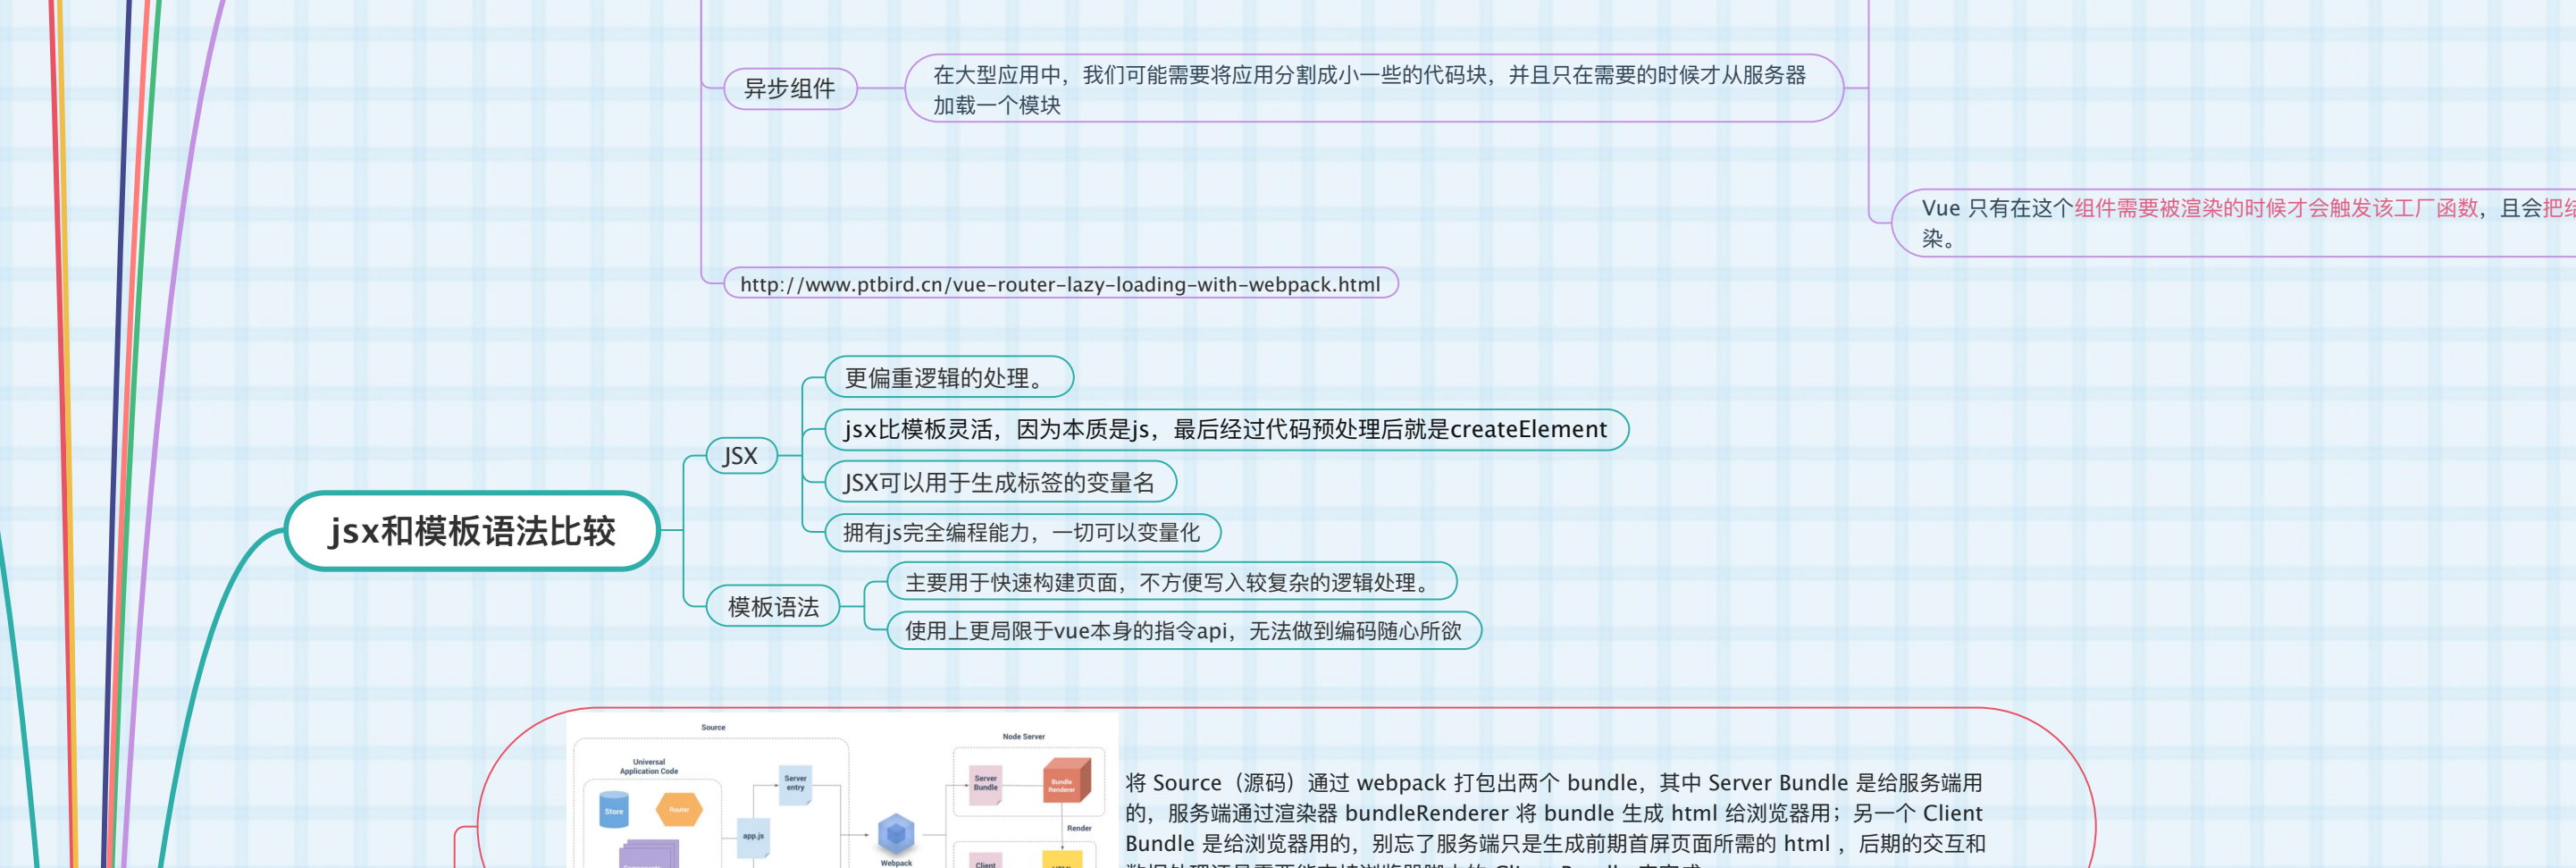 异步组件
在大型应用中，我们可能需要将应用分割成小一些的代码块，并且只在需要的时候才从服务器
加载一个模块
Vue 只有在这个组件需要被渲染的时候才会触发该工厂函数，且会把结
染。
http://www.ptbird.cn/vue-router-lazy-loading-with-webpack.html
jsx和模板语法比较
JSX
更偏重逻辑的处理。
jsx比模板灵活，因为本质是js，最后经过代码预处理后就是createElement
JSX可以用于生成标签的变量名
拥有js完全编程能力，一切可以变量化
模板语法
主要用于快速构建页面，不方便写入较复杂的逻辑处理。
使用上更局限于vue本身的指令api，无法做到编码随心所欲
Source
Universal
Application Code
Store
Router
app.js
Server
entry
Webpack
Node Server
Server
Bundle
Bundle
Renderer
Render
Client
将 Source（源码）通过 webpack 打包出两个 bundle，其中 Server Bundle 是给服务端用
的，服务端通过渲染器 bundleRenderer 将 bundle 生成 html 给浏览器用；另一个 Client
Bundle 是给浏览器用的，别忘了服务端只是生成前期首屏页面所需的 html ，后期的交互和